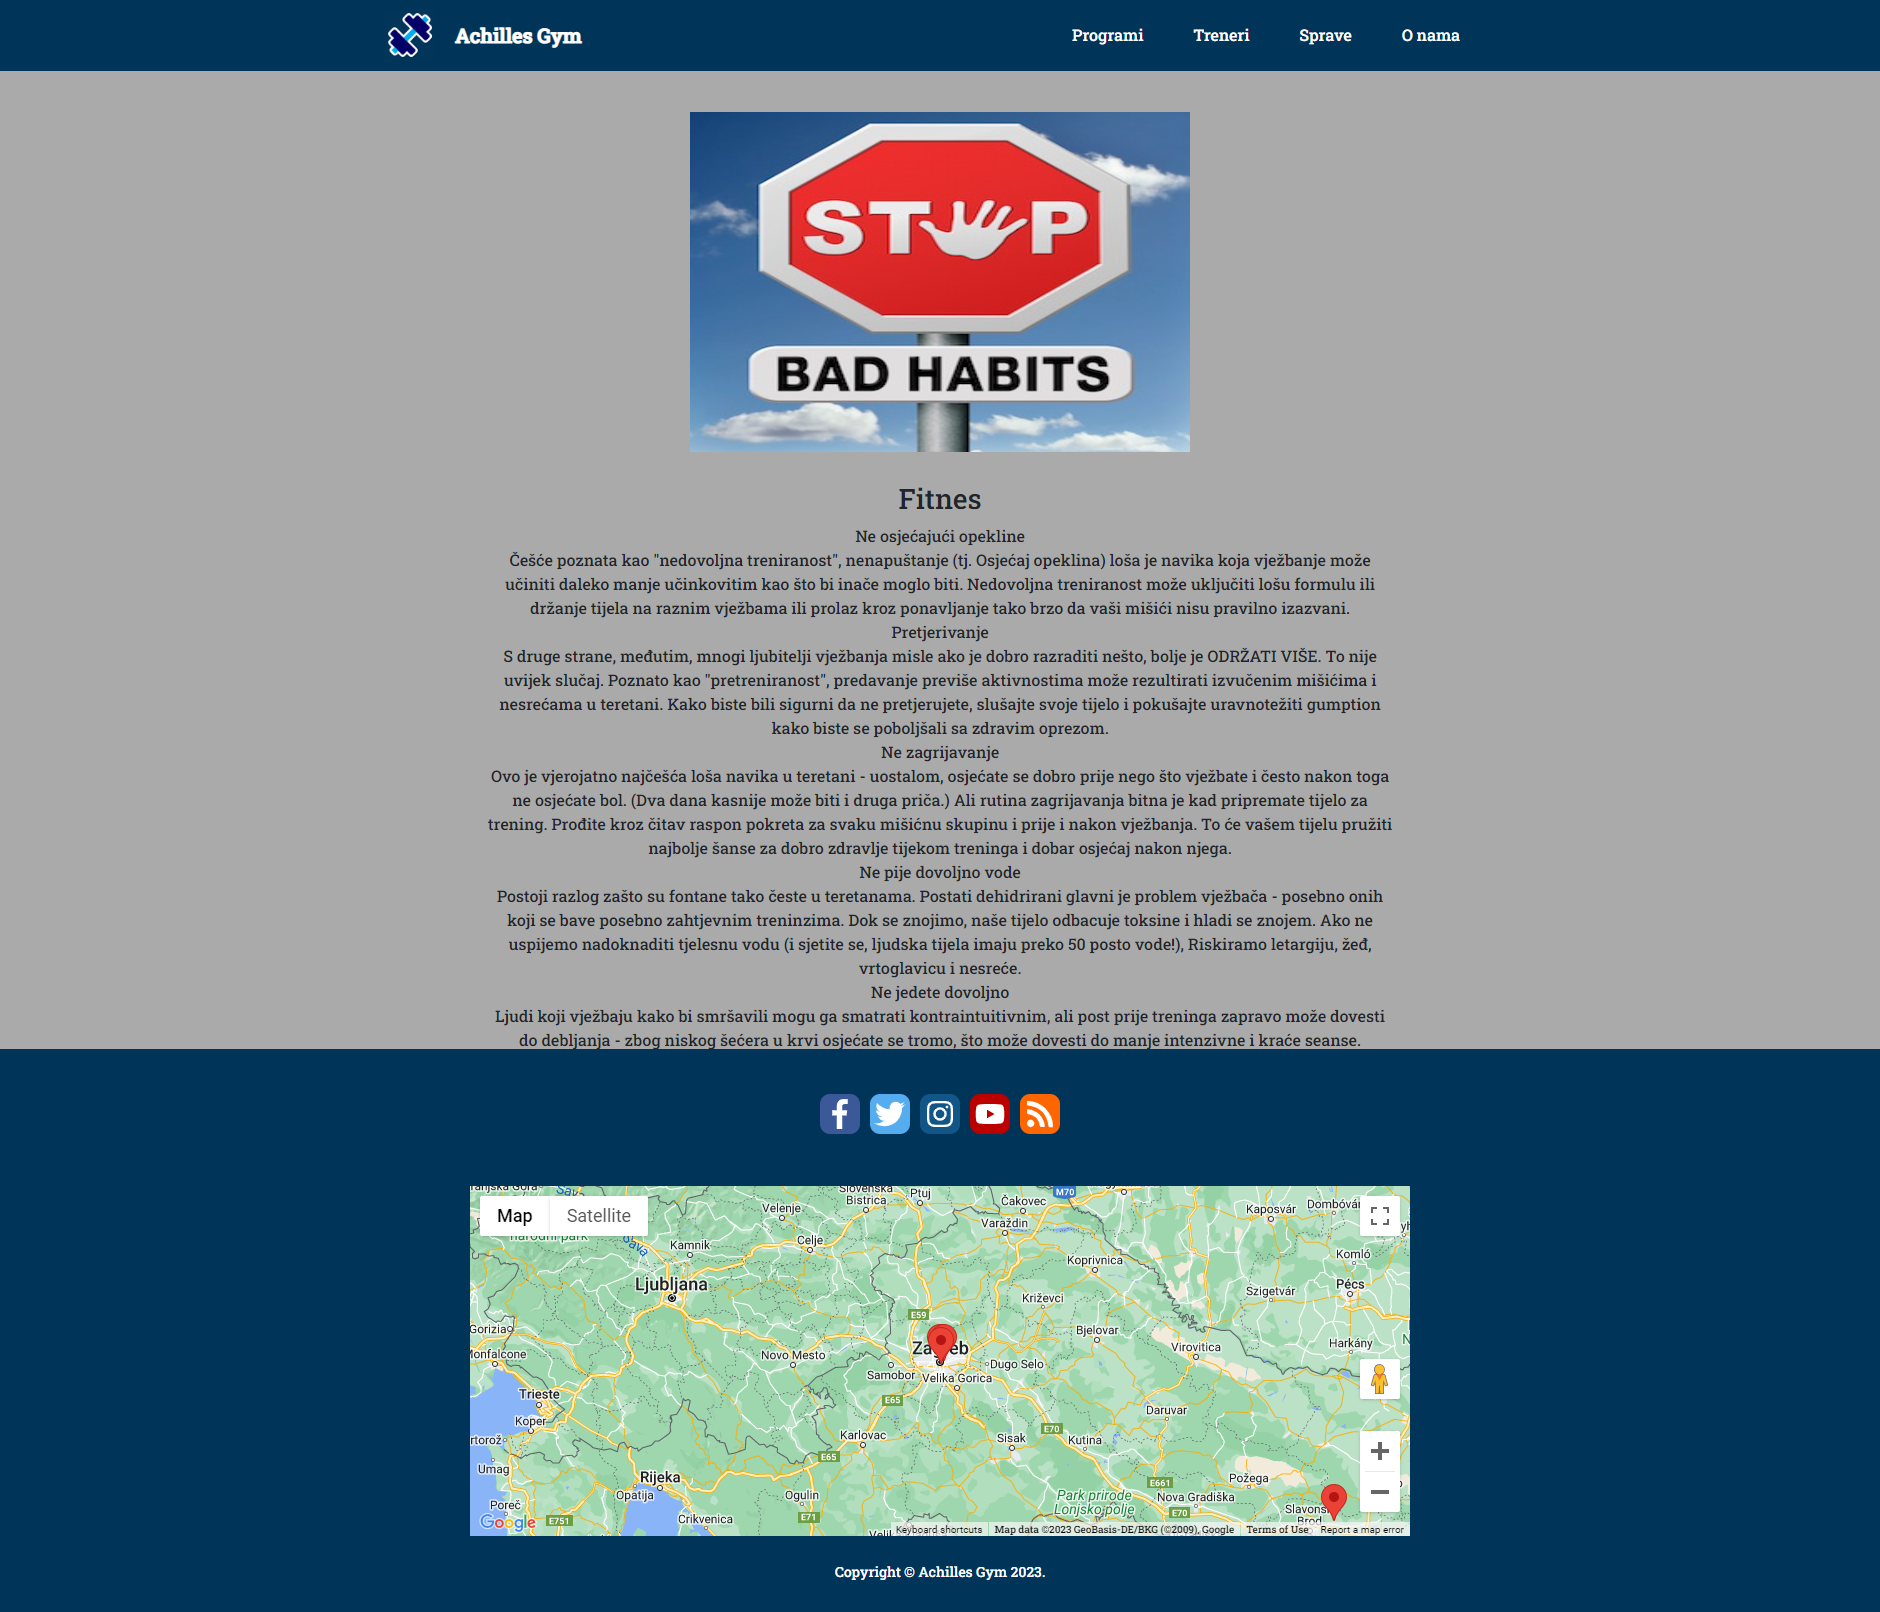 Achilles Gym
Programi
Treneri
Sprave
O nama
STOP
BAD HABITS
Fitnes
Ne osjećajući opekline
Češće poznata kao "nedovoljna treniranost", nenapuštanje (tj. Osjećaj opeklina) loša je navika koja vježbanje može
učiniti daleko manje učinkovitim kao što bi inače moglo biti. Nedovoljna treniranost može uključiti lošu formulu ili
držanje tijela na raznim vježbama ili prolaz kroz ponavljanje tako brzo da vaši mišići nisu pravilno izazvani.
Pretjerivanje
S druge strane, međutim, mnogi ljubitelji vježbanja misle ako je dobro razraditi nešto, bolje je ODRŽATI VIŠE. To nije
uvijek slučaj. Poznato kao "pretreniranost", predavanje previše aktivnostima može rezultirati izvučenim mišićima i
nesrećama u teretani. Kako biste bili sigurni da ne pretjerujete, slušajte svoje tijelo i pokušajte uravnotežiti gumption
kako biste se poboljšali sa zdravim oprezom.
Ne zagrijavanje
Ovo je vjerojatno najčešća loša navika u teretani - uostalom, osjećate se dobro prije nego što vježbate i često nakon toga
ne osjećate bol. (Dva dana kasnije može biti i druga priča.) Ali rutina zagrijavanja bitna je kad pripremate tijelo za
trening. Prođite kroz čitav raspon pokreta za svaku mišićnu skupinu i prije i nakon vježbanja. To će vašem tijelu pružiti
najbolje šanse za dobro zdravlje tijekom treninga i dobar osjećaj nakon njega.
Ne pije dovoljno vode
Postoji razlog zašto su fontane tako česte u teretanama. Postati dehidrirani glavni je problem vježbača - posebno onih
koji se bave posebno zahtjevnim treninzima. Dok se znojimo, naše tijelo odbacuje toksine i hladi se znojem. Ako ne
uspijemo nadoknaditi tjelesnu vodu (i sjetite se, ljudska tijela imaju preko 50 posto vode!), Riskiramo letargiju, žeđ,
vrtoglavicu i nesreće.
Ne jedete dovoljno
Ljudi koji vježbaju kako bi smršavili mogu ga smatrati kontraintuitivnim, ali post prije treninga zapravo može dovesti
do debljanja - zbog niskog šećera u krvi osjećate se tromo, što može dovesti do manje intenzivne i kraće seanse.
Map
Satellite
Sava
Slovenska
Bistrica
Ptuj
M70
Čakovec
Velenje
Varaždin
Kaposvár
Sava
Kamnik
Celje
Koprivnica
Komló
Ljubljana
Pécs
Szigetvár
Križevci
E59
Gorizia
Bjelovar
Harkány
Virovitica
Monfalcone
Novo Mesto
Zagreb
Dugo Selo
Samobor
Velika Gorica
Trieste
E65
Daruvar
Koper
E70
Karlovac
Sisak
Kutina
E65
Umag
Rijeka
Požega
E661
Opatija
Ogulin
Park prirode
Lonjsko polje
Nova Gradiška
Poreč
Slavonski
Brod
E751
Crikvenica
E71
E70
Google
Keyboard shortcuts
Map data ©2023 GeoBasis-DE/BKG (©2009), Google
Terms of Use
Report a map error
Copyright © Achilles Gym 2023.